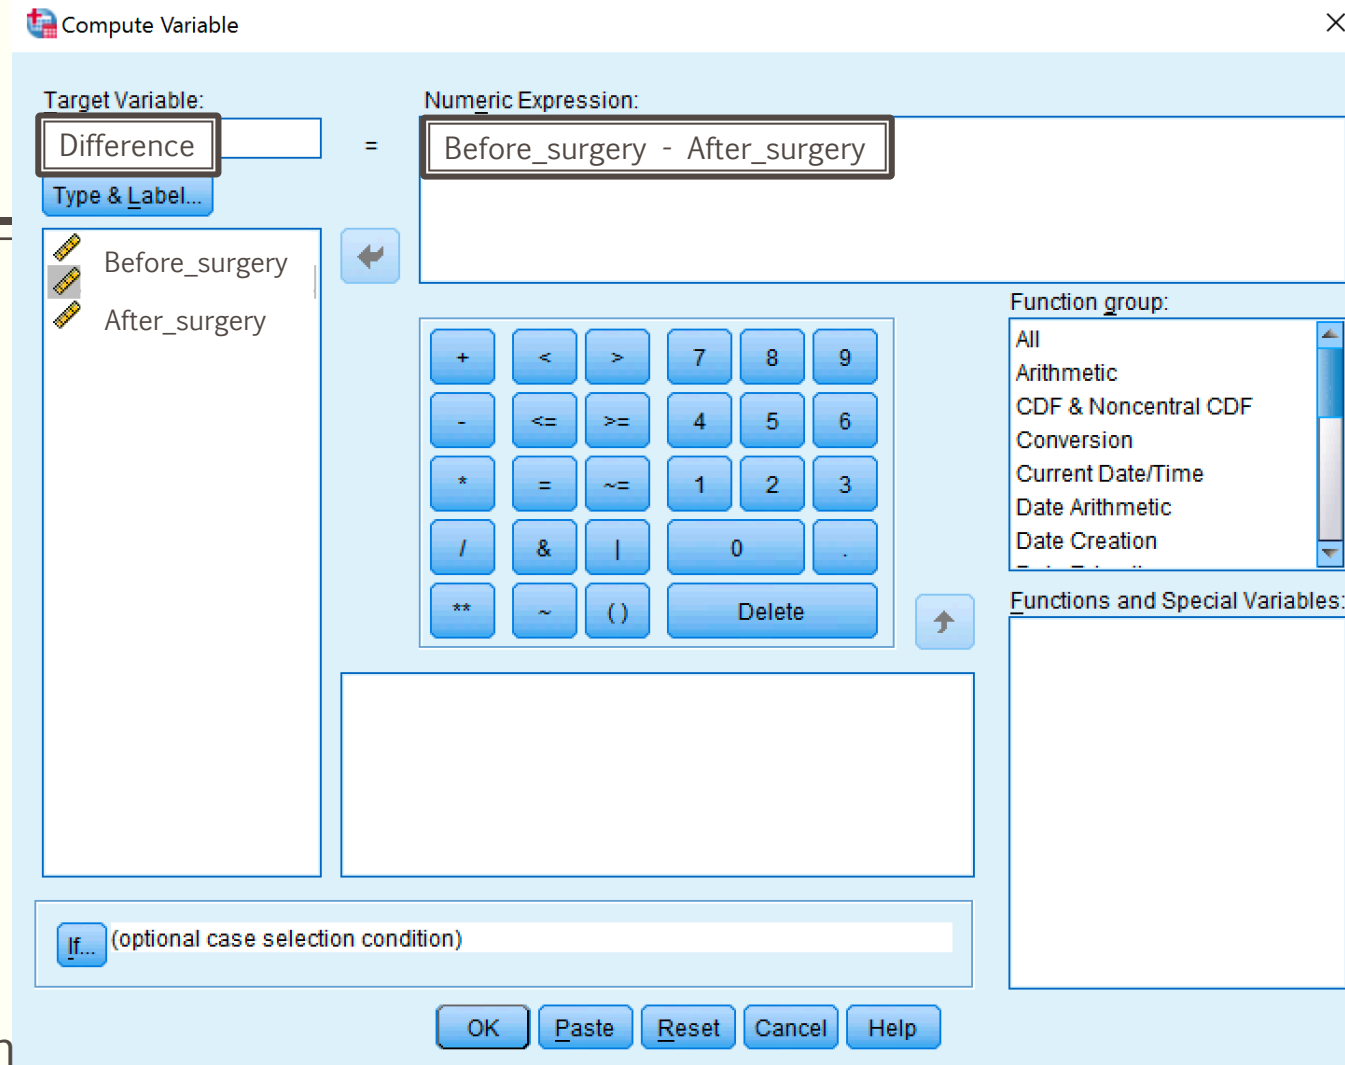 Compute Variable
Target Variable:
Numeric Expression:
Difference
=
Before_surgery - After_surgery
Type & Label...
Before_surgery
After_surgery
Function group:
All
Arithmetic
CDF & Noncentral CDF
Conversion
Current Date/Time
Date Arithmetic
Date Creation
+ < > 7 8 9
- <= >= 4 5 6
* = ~= 1 2 3
/ & | 0 .
** ~ ( ) Delete
Functions and Special Variables:
If... (optional case selection condition)
OK Paste Reset Cancel Help